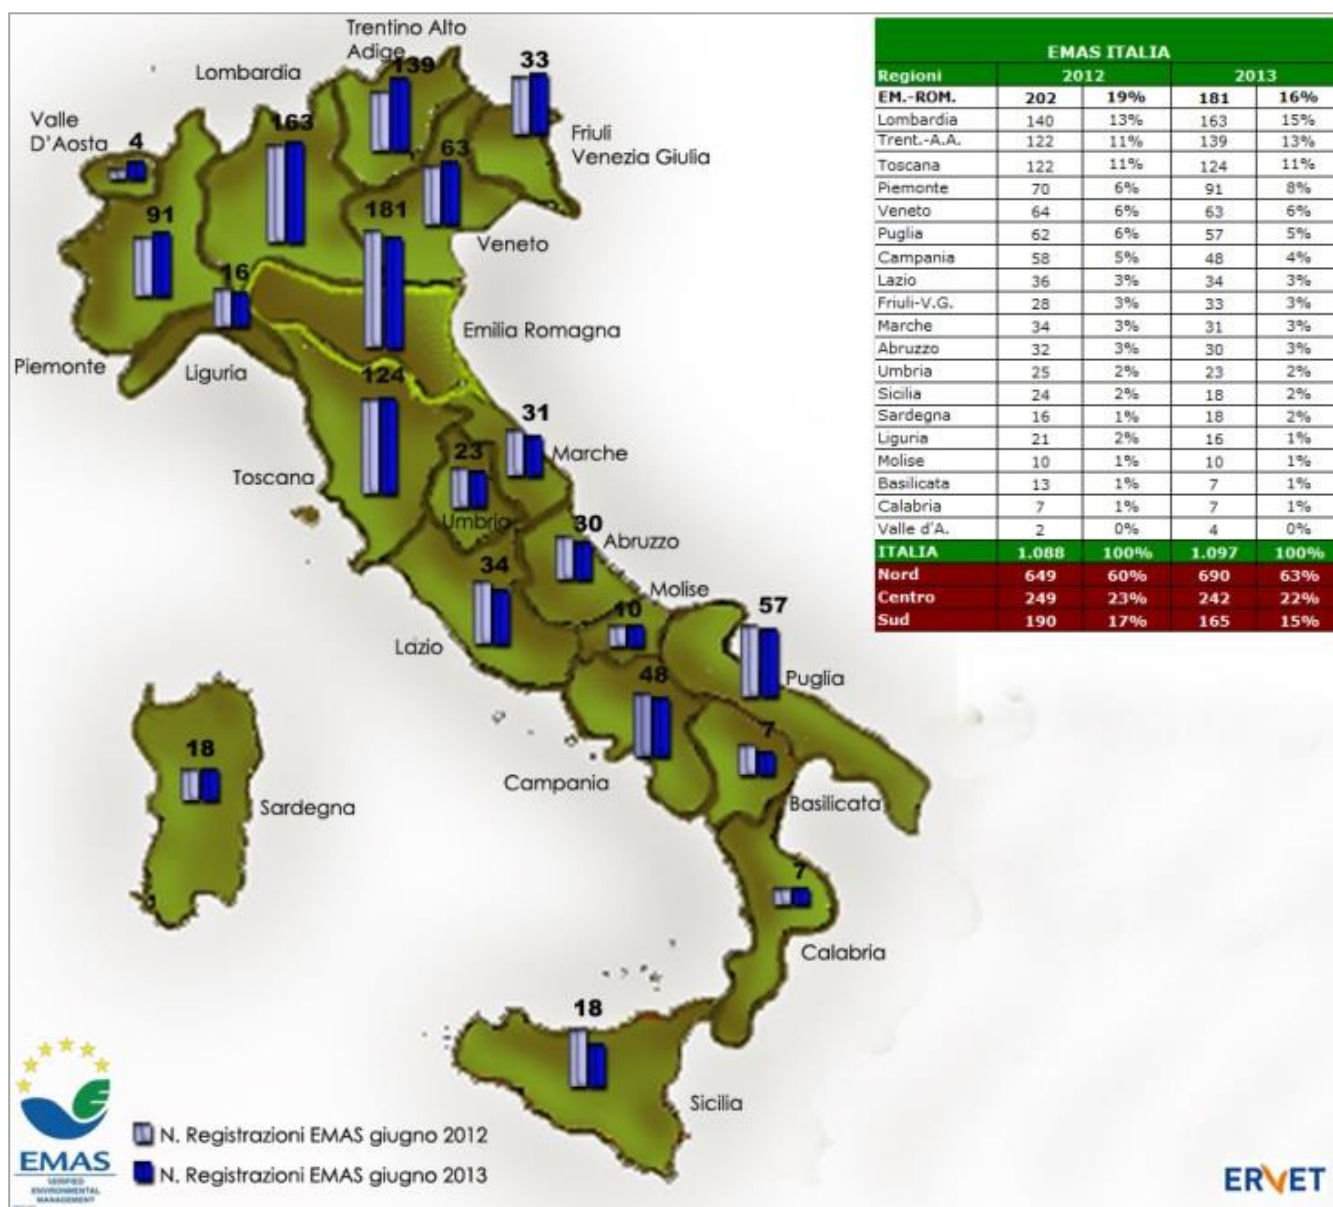 Trentino Alto
Adige
139
33
Lombardia
163
Valle
D'Aosta
4
Friuli
Venezia Giulia
63
91
181
Veneto
16
Emilia Romagna
Piemonte
Liguria
124
31
Marche
23
Toscana
Umbria
30
Abruzzo
34
Molise
10
57
Lazio
Puglia
48
7
18
Campania
Basilicata
Sardegna
7
Calabria
18
Sicilia
EMAS ITALIA
Regioni 2012 2013
EM.-ROM. 202 19% 181 16%
Lombardia 140 13% 163 15%
Trent.-A.A. 122 11% 139 13%
Toscana 122 11% 124 11%
Piemonte 70 6% 91 8%
Veneto 64 6% 63 6%
Puglia 62 6% 57 5%
Campania 58 5% 48 4%
Lazio 36 3% 34 3%
Friuli-V.G. 28 3% 33 3%
Marche 34 3% 31 3%
Abruzzo 32 3% 30 3%
Umbria 25 2% 23 2%
Sicilia 24 2% 18 2%
Sardegna 16 1% 18 2%
Liguria 21 2% 16 1%
Molise 10 1% 10 1%
Basilicata 13 1% 7 1%
Calabria 7 1% 7 1%
Valle d'A. 2 0% 4 0%
ITALIA 1.088 100% 1.097 100%
Nord 649 60% 690 63%
Centro 249 23% 242 22%
Sud 190 17% 165 15%
N. Registrazioni EMAS giugno 2012
N. Registrazioni EMAS giugno 2013
EMAS
VERIFIED
ENVIRONMENTAL
MANAGEMENT
ERVET